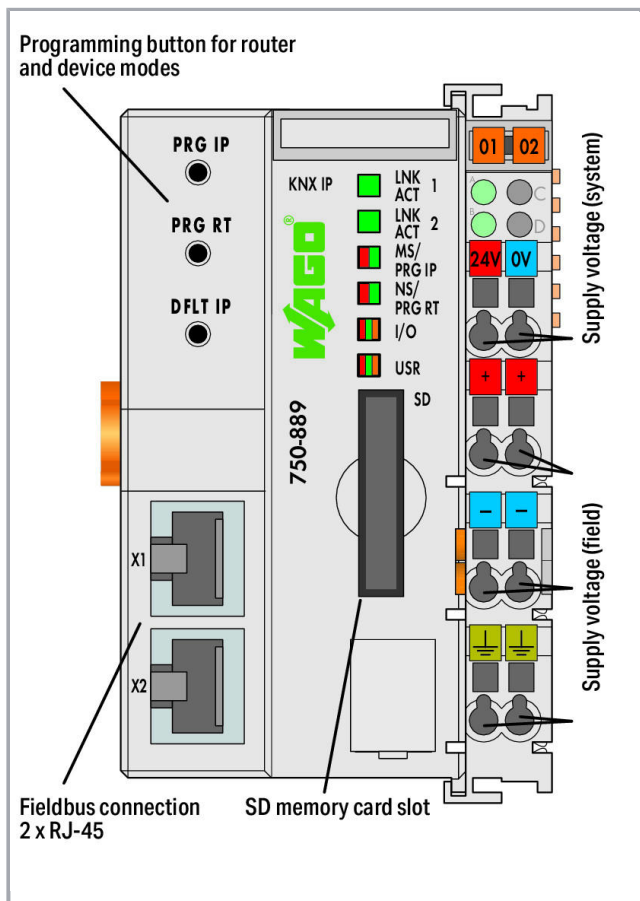 Programming button for router
and device modes
PRG IP
PRG RT
DFLT IP
KNX IP
LNK
ACT 1
LNK
ACT 2
MS/
PRG IP
NS/
PRG RT
I/O
USR
SD
WAGO®
750-889
X1
X2
01 02
A
C
B
D
24V 0V
+ +
− −
Supply voltage (system)
Supply voltage (field)
Fieldbus connection
2 x RJ-45
SD memory card slot